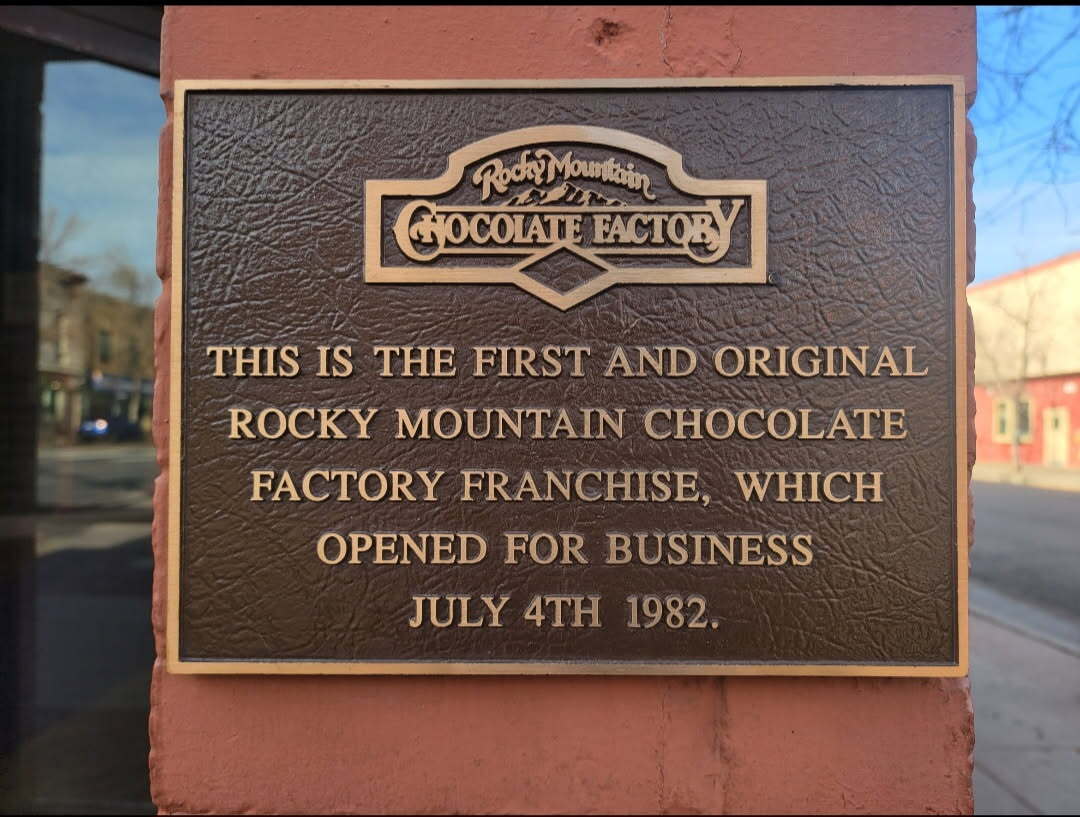 Rocky Mountain
CHOCOLATE FACTORY
THIS IS THE FIRST AND ORIGINAL
ROCKY MOUNTAIN CHOCOLATE
FACTORY FRANCHISE, WHICH
OPENED FOR BUSINESS
JULY 4TH 1982.